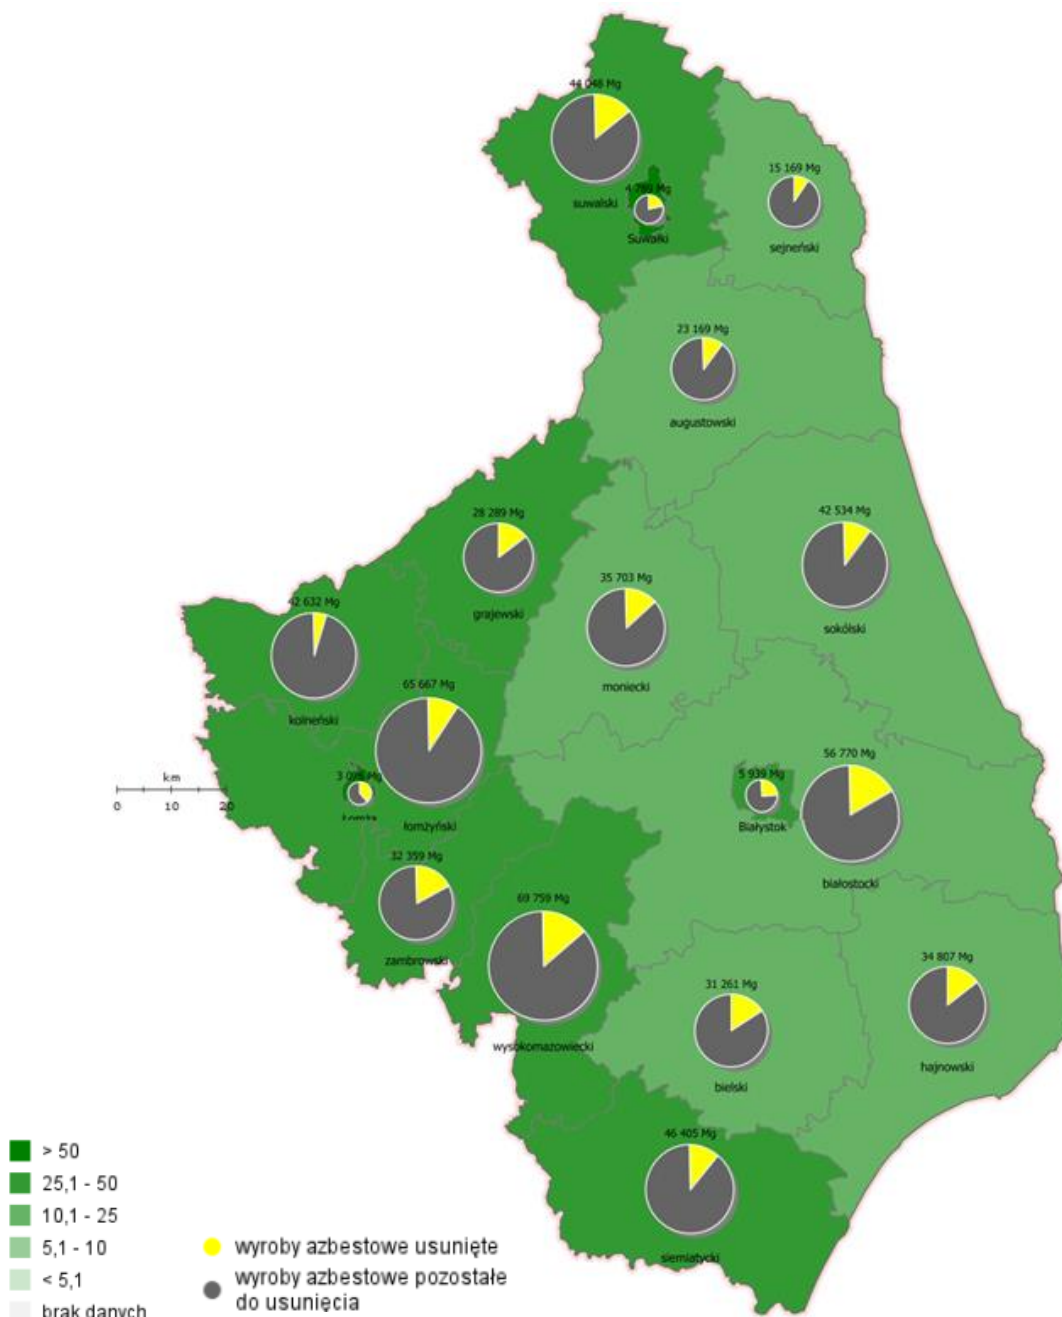 44 048 Mg
suwalski
4 789 Mg
Suwałki
15 169 Mg
sejneński
23 169 Mg
augustowski
28 289 Mg
grajewski
42 534 Mg
sokólski
35 703 Mg
moniecki
42 632 Mg
kolneński
65 667 Mg
łomżyński
Mg
Łomża
km
0 10 20
56 770 Mg
białostocki
5 939 Mg
Białystok
32 359 Mg
zambrowski
69 759 Mg
wysokomazowiecki
34 807 Mg
hajnowski
31 261 Mg
bielski
46 405 Mg
siemiatycki
> 50
25,1 - 50
10,1 - 25
5,1 - 10
< 5,1
brak danych
wyroby azbestowe usunięte
wyroby azbestowe pozostałe
do usunięcia